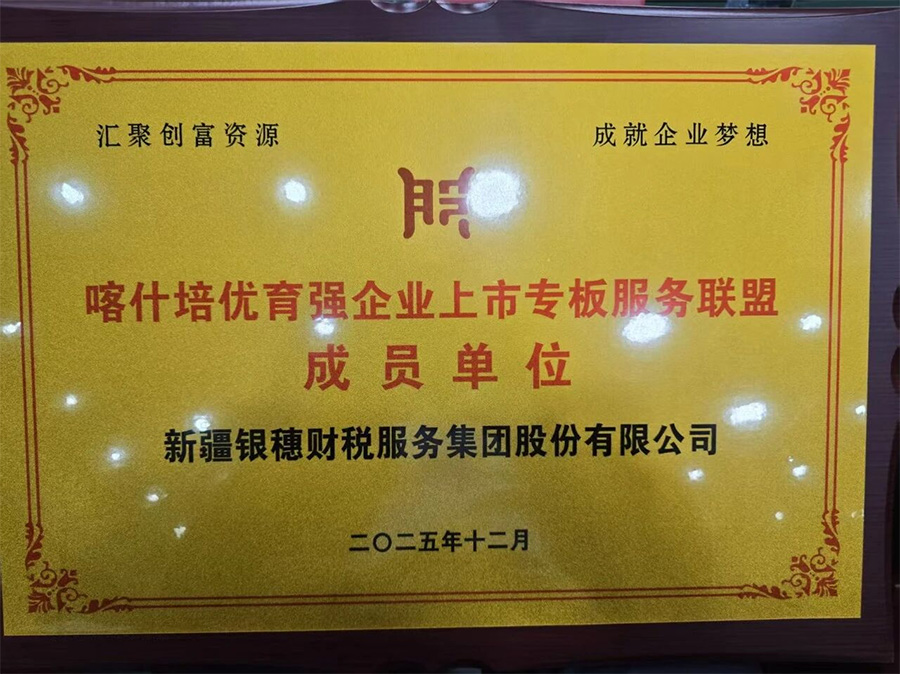 汇聚创富资源
成就企业梦想
喀什培优育强企业上市专板服务联盟
成员单位
新疆银穗财税服务集团股份有限公司
二〇二五年十二月